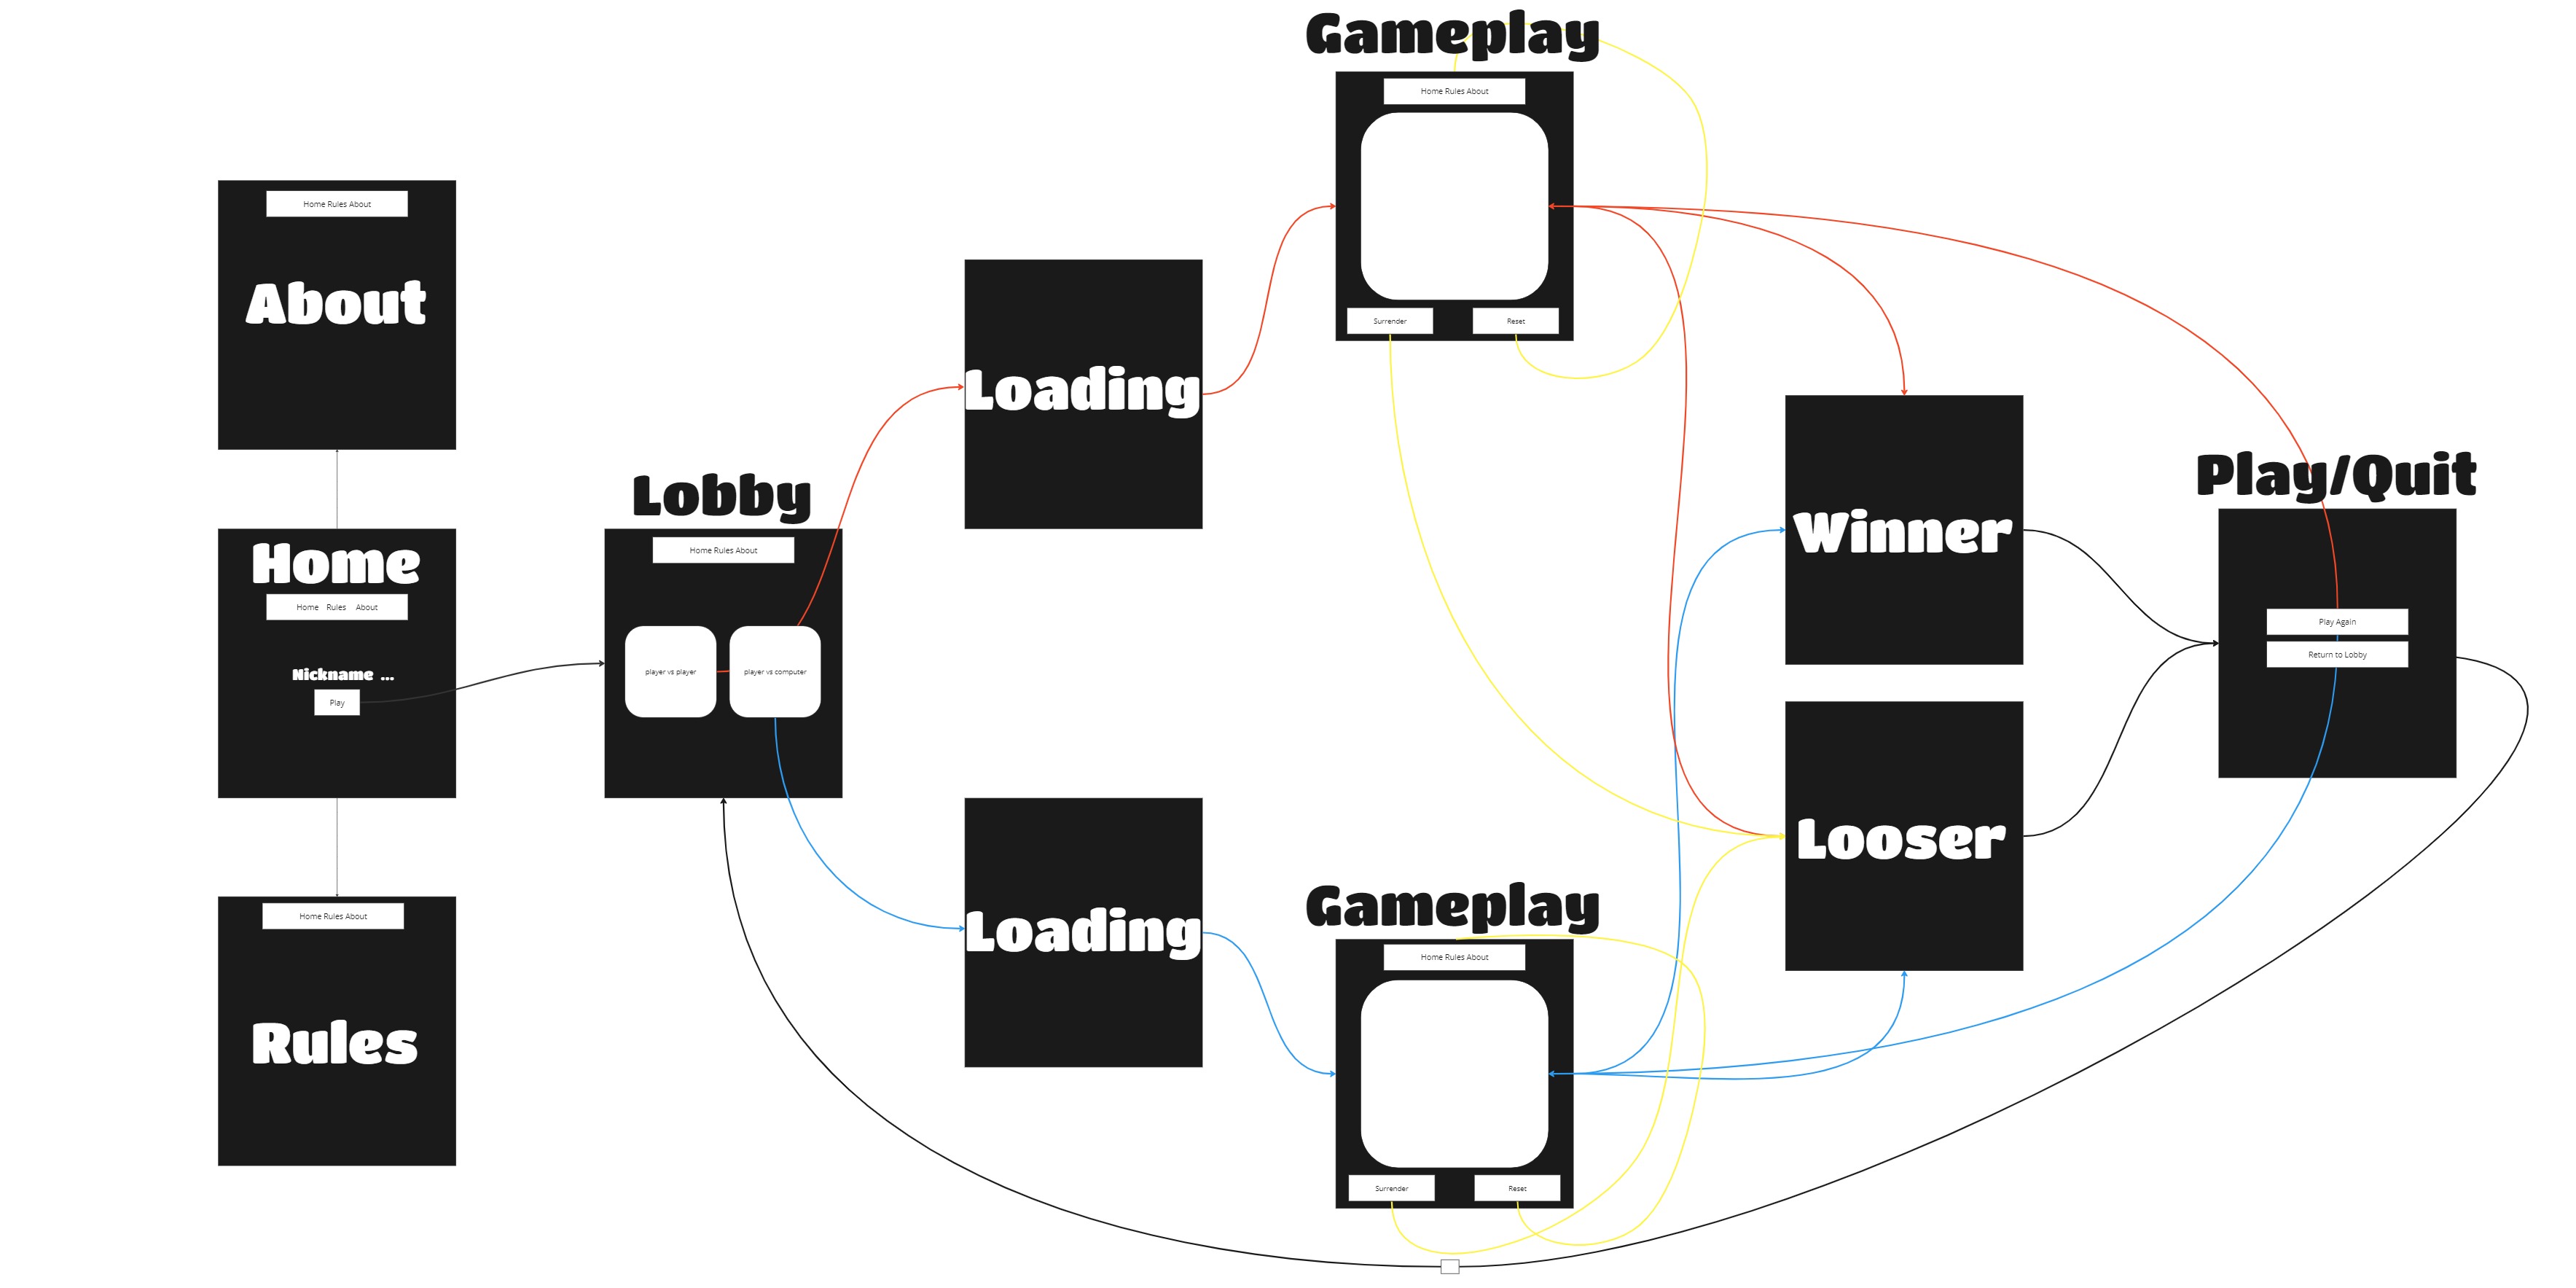 Home Rules About
About
Home
Home Rules About
Nickname ...
Play
Home Rules About
Rules
Lobby
Home Rules About
player vs player
player vs computer
Loading
Loading
Gameplay
Home Rules About
Surrender
Reset
Gameplay
Home Rules About
Surrender
Reset
Winner
Looser
Play/Quit
Play Again
Return to Lobby